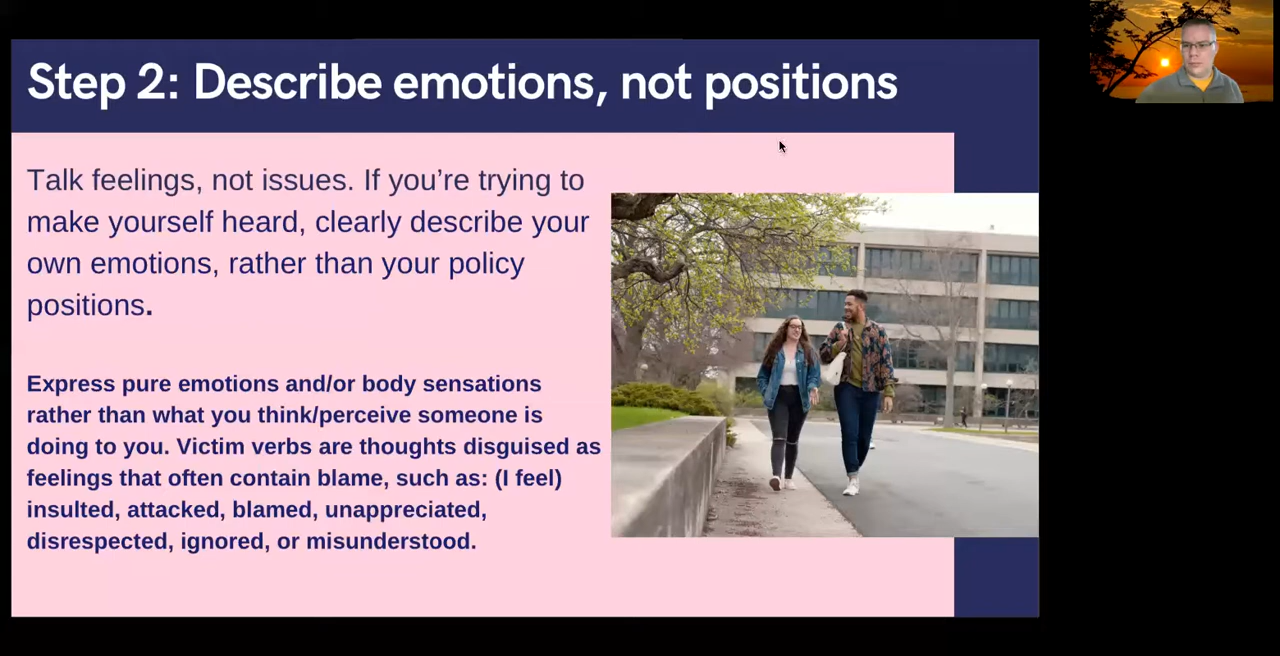 Step 2: Describe emotions, not positions
Talk feelings, not issues. If you’re trying to
make yourself heard, clearly describe your
own emotions, rather than your policy
positions.
Express pure emotions and/or body sensations
rather than what you think/perceive someone is
doing to you. Victim verbs are thoughts disguised as
feelings that often contain blame, such as: (I feel)
insulted, attacked, blamed, unappreciated,
disrespected, ignored, or misunderstood.